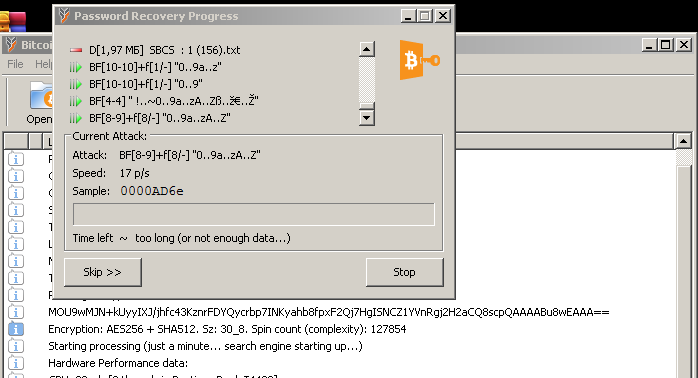 Password Recovery Progress
Bitcoi
File Help
Open
D[1,97 МБ] SBCS : 1 (156).txt
BF[10-10]+f[1/-] "0..9a..z"
BF[10-10]+f[1/-] "0..9"
BF[4-4] " !..~0..9a..zA..Zß..ž€..Ž"
BF[8-9]+f[8/-] "0..9a..zA..Z"
Current Attack:
Attack: BF[8-9]+f[8/-] "0..9a..zA..Z"
Speed: 17 p/s
Sample: 0000AD6e
Time left ~ too long (or not enough data...)
Skip >> Stop
MOU9wMJN+kUyyIXJ/jhfc43KznrFDYQycrbp7INKyahb8fpxF2Qj7HgISNCZ1YVnRgj2H2aCQ8scpQAAAABu8wEAAA==
Encryption: AES256 + SHA512. Sz: 30_8. Spin count (complexity): 127854
Starting processing (just a minute... search engine starting up...)
Hardware Performance data: